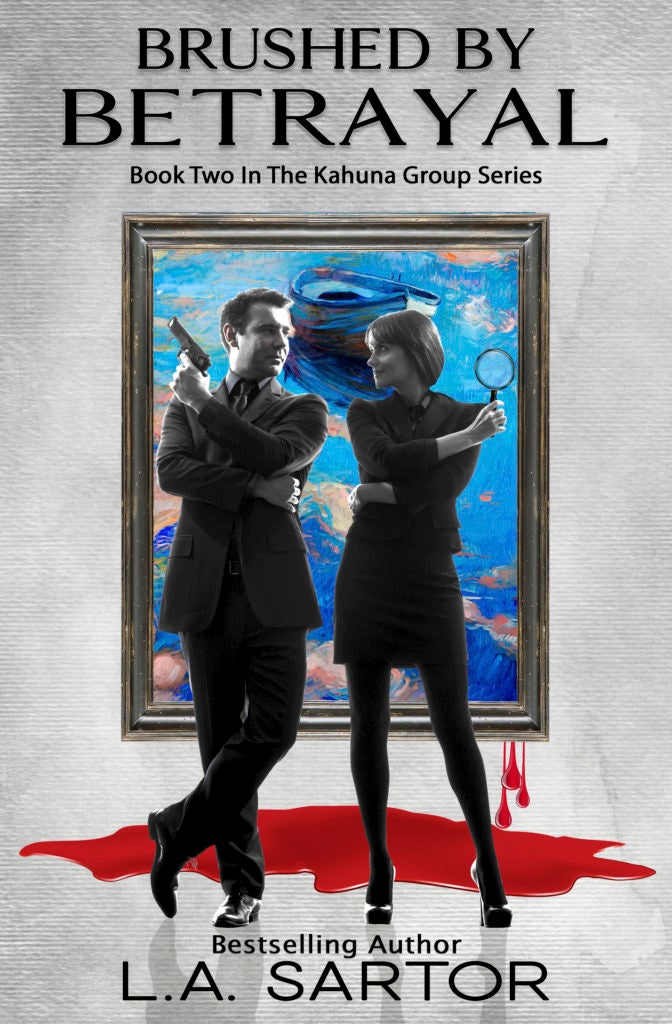 BRUSHED BY
BETRAYAL
Book Two In The Kahuna Group Series
Bestselling Author
L.A. SARTOR